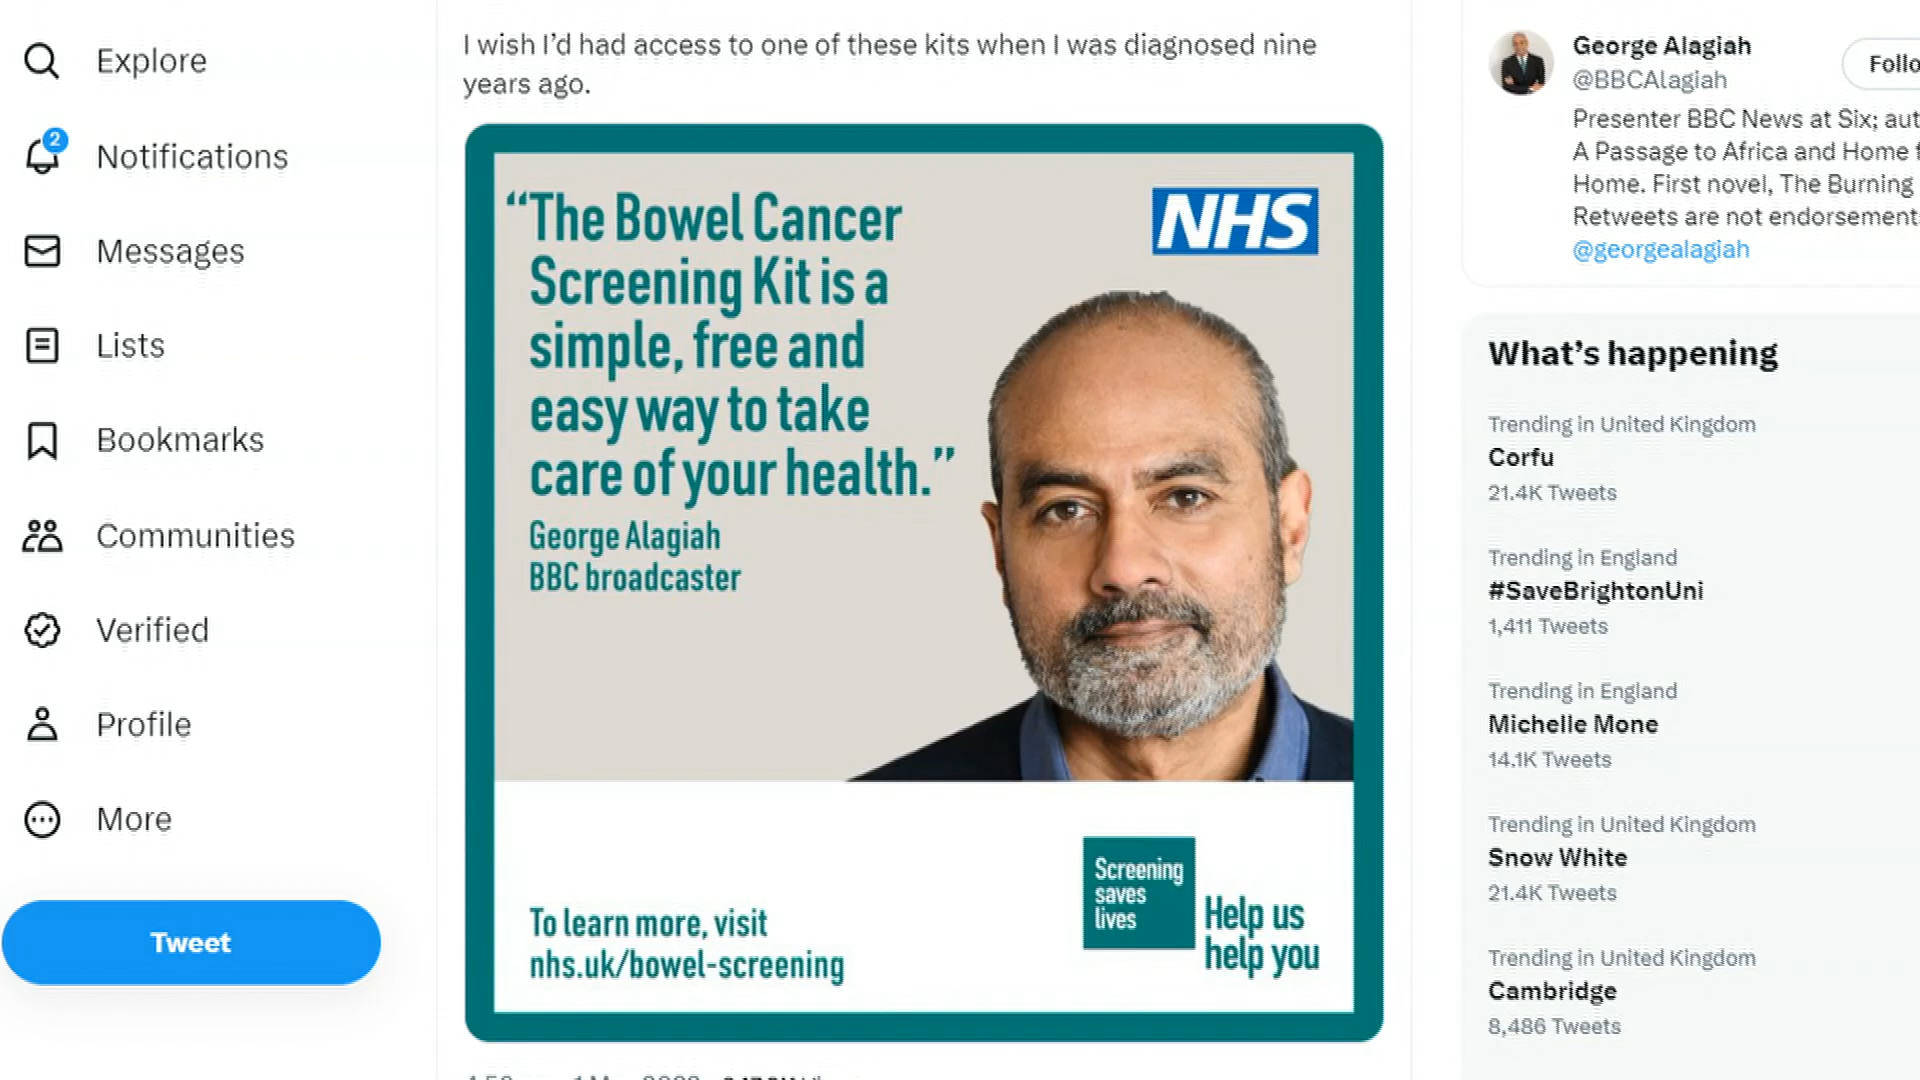 Explore
2
Notifications
Messages
Lists
Bookmarks
Communities
Verified
Profile
More
Tweet
I wish I’d had access to one of these kits when I was diagnosed nine
years ago.
“The Bowel Cancer
Screening Kit is a
simple, free and
easy way to take
care of your health.”
George Alagiah
BBC broadcaster
NHS
To learn more, visit
nhs.uk/bowel-screening
Screening
saves
lives
Help us
help you
George Alagiah
@BBCAlagiah
Follo
Presenter BBC News at Six; aut
A Passage to Africa and Home f
Home. First novel, The Burning
Retweets are not endorsements
@georgealagiah
What’s happening
Trending in United Kingdom
Corfu
21.4K Tweets
Trending in England
#SaveBrightonUni
1,411 Tweets
Trending in England
Michelle Mone
14.1K Tweets
Trending in United Kingdom
Snow White
21.4K Tweets
Trending in United Kingdom
Cambridge
8,486 Tweets